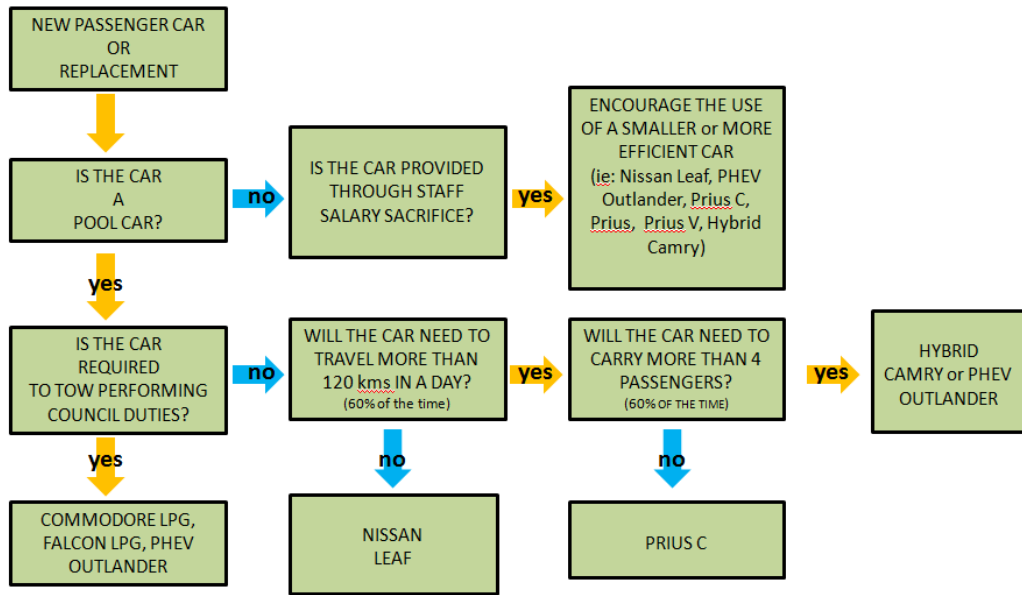 NEW PASSENGER CAR
OR
REPLACEMENT
IS THE CAR
A
POOL CAR?
no
IS THE CAR PROVIDED
THROUGH STAFF
SALARY SACRIFICE?
yes
ENCOURAGE THE USE
OF A SMALLER or MORE
EFFICIENT CAR
(ie: Nissan Leaf, PHEV
Outlander, Prius C,
Prius, Prius V, Hybrid
Camry)
yes
IS THE CAR
REQUIRED
TO TOW PERFORMING
COUNCIL DUTIES?
no
WILL THE CAR NEED TO
TRAVEL MORE THAN
120 kms IN A DAY?
(60% of the time)
yes
WILL THE CAR NEED TO
CARRY MORE THAN 4
PASSENGERS?
(60% OF THE TIME)
yes
HYBRID
CAMRY or PHEV
OUTLANDER
yes
no
no
COMMODORE LPG,
FALCON LPG, PHEV
OUTLANDER
NISSAN
LEAF
PRIUS C